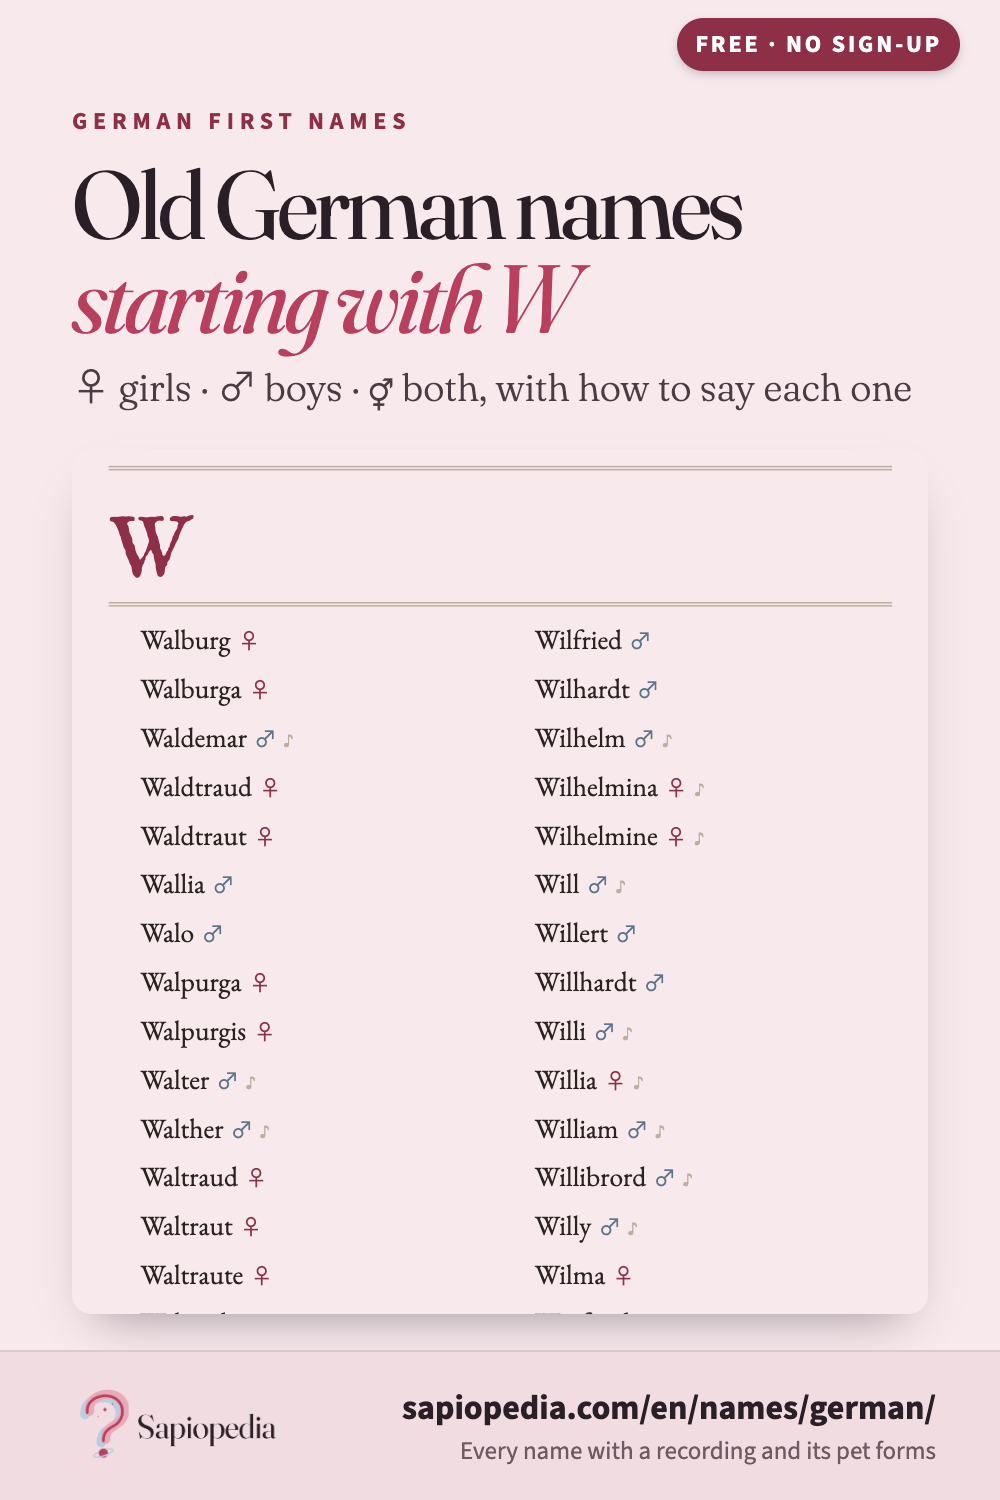 FREE · NO SIGN-UP
GERMAN FIRST NAMES
Old German names
starting with W
♀ girls · ♂ boys · ⚥ both, with how to say each one
W
Walburg ♀
Walburga ♀
Waldemar ♂ ♪
Waldtraud ♀
Waldtraut ♀
Wallia ♂
Walo ♂
Walpurga ♀
Walpurgis ♀
Walter ♂ ♪
Walther ♂ ♪
Waltraud ♀
Waltraut ♀
Waltraute ♀
Wilfried ♂
Wilhardt ♂
Wilhelm ♂ ♪
Wilhelmina ♀ ♪
Wilhelmine ♀ ♪
Will ♂ ♪
Willert ♂
Willhardt ♂
Willi ♂ ♪
Willia ♀ ♪
William ♂ ♪
Willibrord ♂ ♪
Willy ♂ ♪
Wilma ♀
Sapiopedia
sapiopedia.com/en/names/german/
Every name with a recording and its pet forms